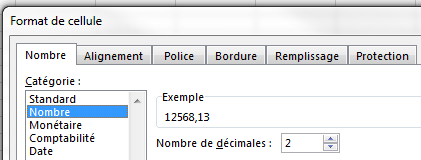 Format de cellule
Nombre Alignement Police Bordure Remplissage Protection
Catégorie :
Standard
Nombre
Monétaire
Comptabilité
Date
Exemple
12568,13
Nombre de décimales : 2